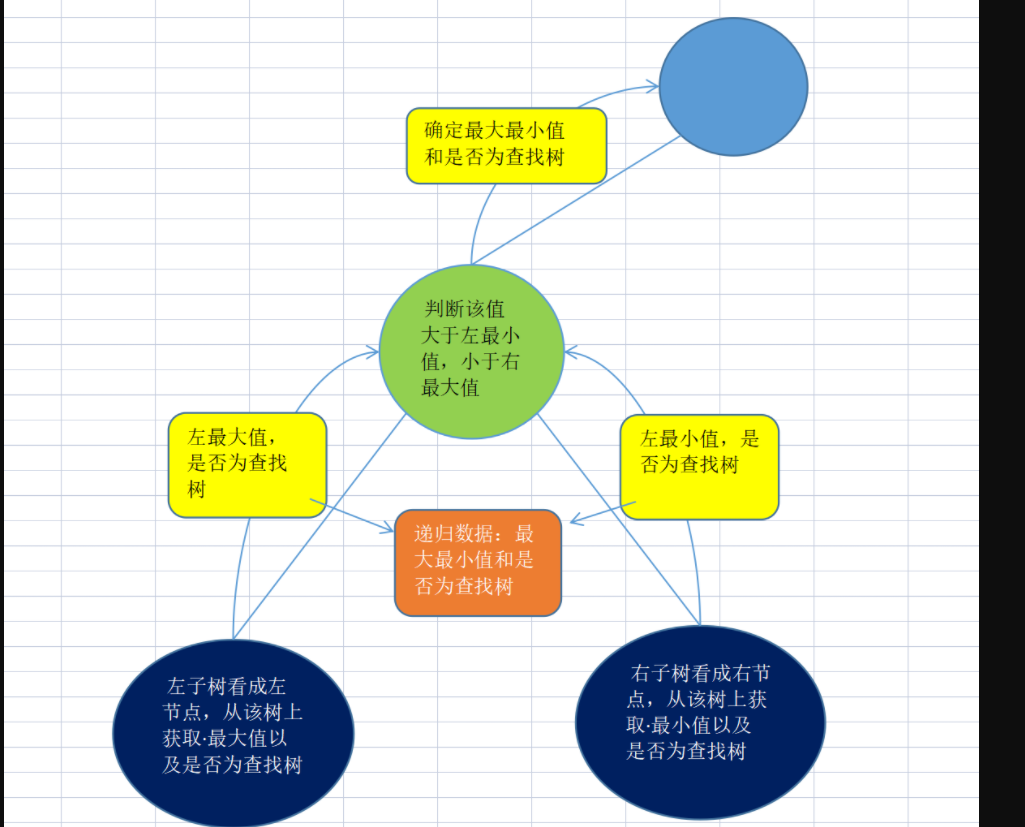 确定最大最小值
和是否为查找树
判断该值
大于左最小
值，小于右
最大值
左最大值，
是否为查找
树
左最小值，是
否为查找树
递归数据：最
大最小值和是
否为查找树
左子树看成左
节点，从该树上
获取·最大值以
及是否为查找树
右子树看成右节
点，从该树上获
取·最小值以及
是否为查找树